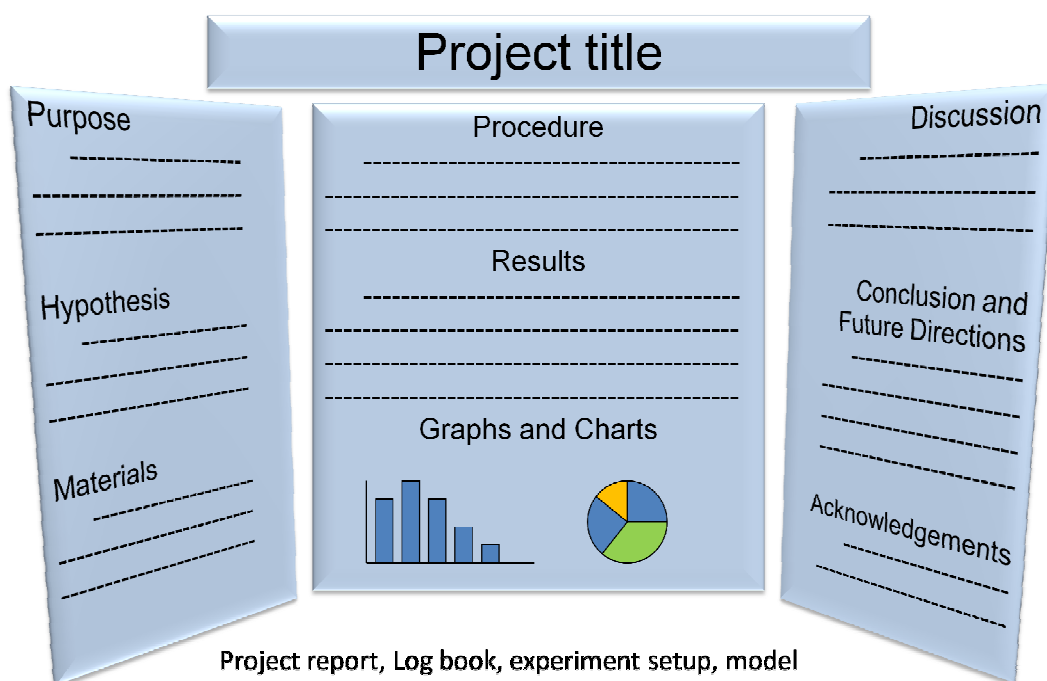 Project title
Purpose
Hypothesis
Materials
Procedure
Results
Graphs and Charts
Discussion
Conclusion and
Future Directions
Acknowledgements
Project report, Log book, experiment setup, model